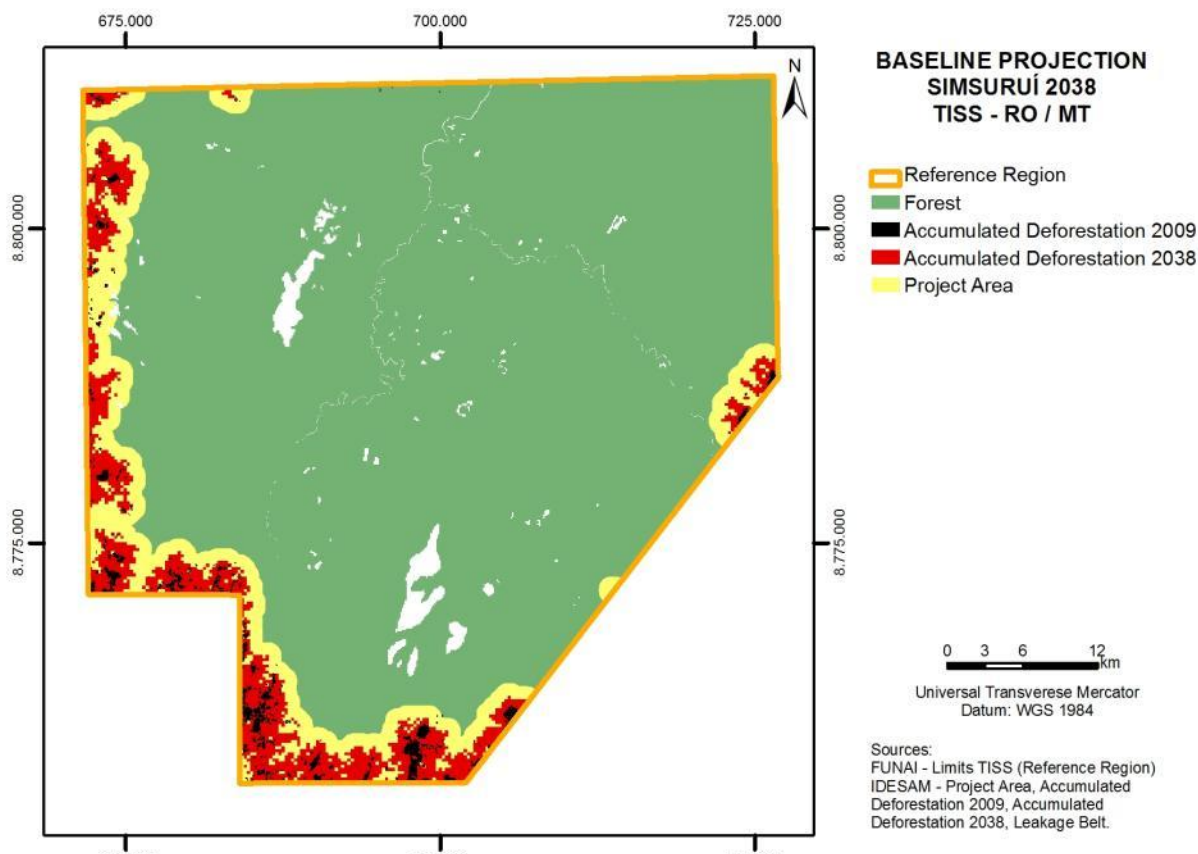 675.000 700.000 725.000
N
BASELINE PROJECTION
SIMSURUÍ 2038
TISS - RO / MT
Reference Region
Forest
Accumulated Deforestation 2009
Accumulated Deforestation 2038
Project Area
8.800.000 8.800.000
8.775.000 8.775.000
0 3 6 12
km
Universal Transverese Mercator
Datum: WGS 1984
Sources:
FUNAI - Limits TISS (Reference Region)
IDESAM - Project Area, Accumulated
Deforestation 2009, Accumulated
Deforestation 2038, Leakage Belt.